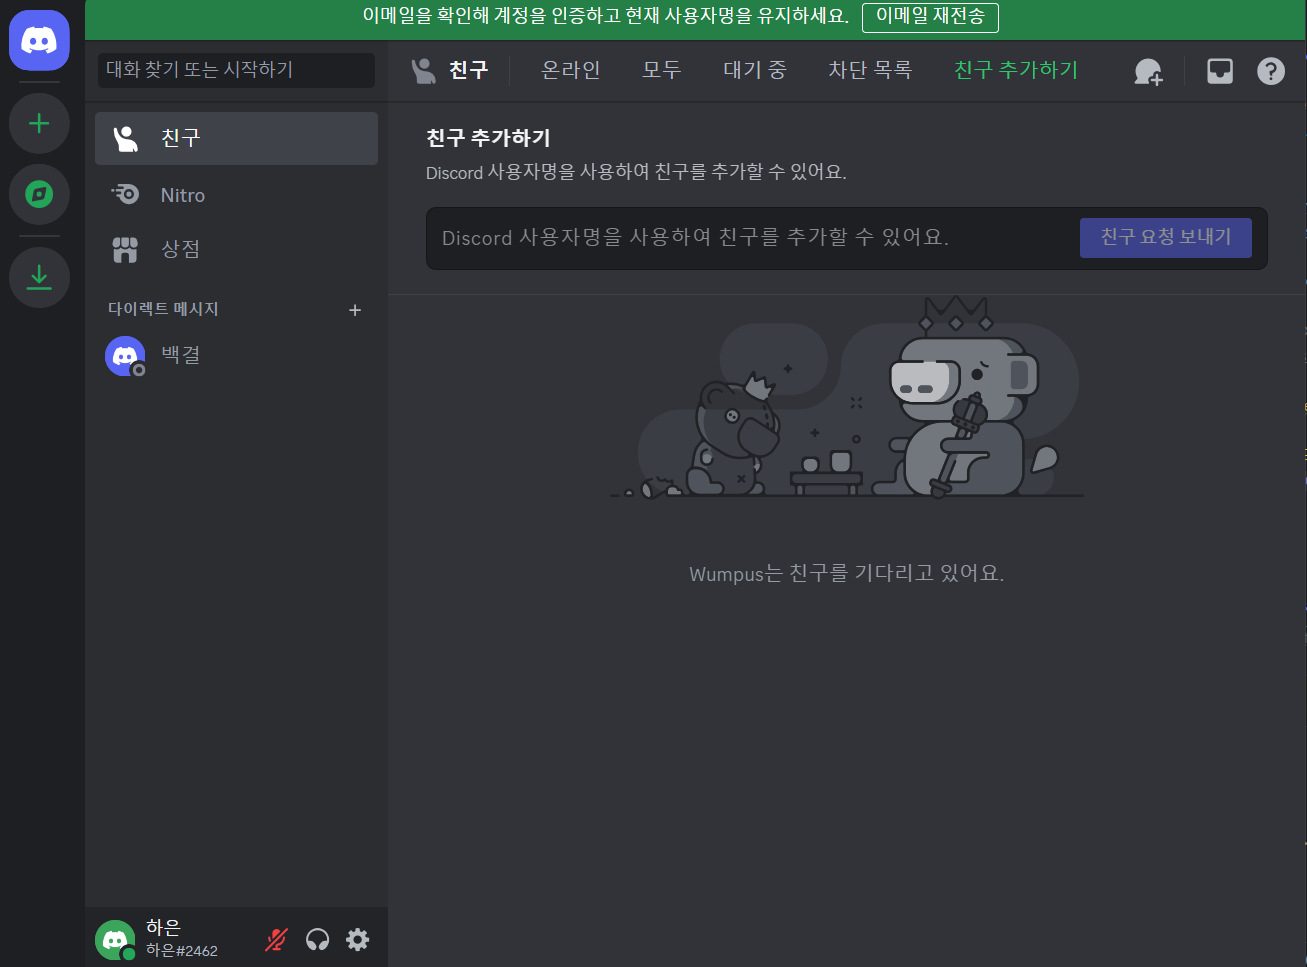 이메일을 확인해 계정을 인증하고 현재 사용자명을 유지하세요. 이메일 재전송
대화 찾기 또는 시작하기
친구 온라인 모두 대기 중 차단 목록 친구 추가하기
친구
Nitro
상점
다이렉트 메시지
백결
친구 추가하기
Discord 사용자명을 사용하여 친구를 추가할 수 있어요.
Discord 사용자명을 사용하여 친구를 추가할 수 있어요. 친구 요청 보내기
Wumpus는 친구를 기다리고 있어요.
하은
하은#2462